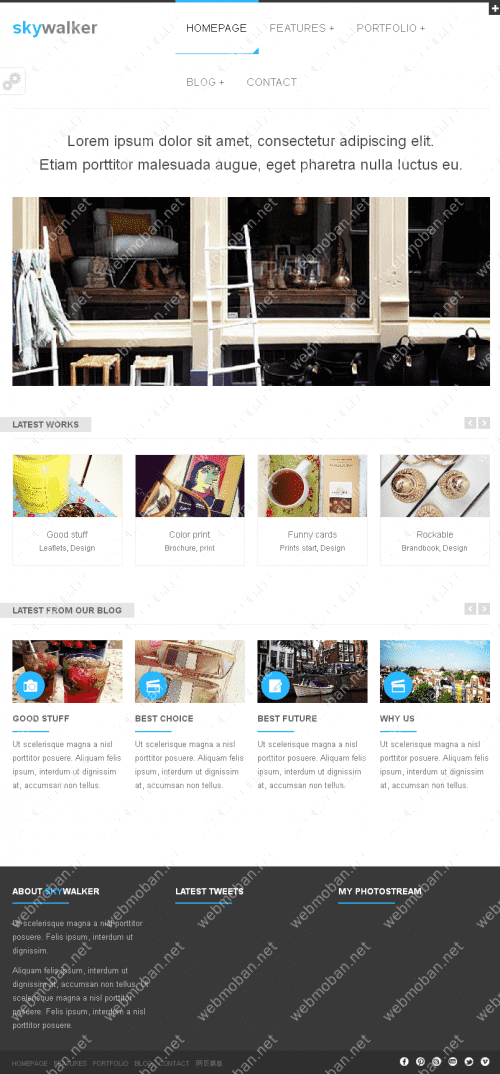 skywalker
HOMEPAGE FEATURES + PORTFOLIO +
BLOG + CONTACT
Lorem ipsum dolor sit amet, consectetur adipiscing elit.
Etiam porttitor malesuada augue, eget pharetra nulla luctus eu.
LATEST WORKS
Good stuff
Leaflets, Design
Color print
Brochure, print
Funny cards
Prints start, Design
Rockable
Brandbook, Design
LATEST FROM OUR BLOG
GOOD STUFF
Ut scelerisque magna a nisl
porttitor posuere. Aliquam felis
ipsum, interdum ut dignissim
at, accumsan non tellus.
BEST CHOICE
Ut scelerisque magna a nisl
porttitor posuere. Aliquam felis
ipsum, interdum ut dignissim
at, accumsan non tellus.
BEST FUTURE
Ut scelerisque magna a nisl
porttitor posuere. Aliquam felis
ipsum, interdum ut dignissim
at, accumsan non tellus.
WHY US
Ut scelerisque magna a nisl
porttitor posuere. Aliquam felis
ipsum, interdum ut dignissim
at, accumsan non tellus.
ABOUT SKYWALKER
Ut scelerisque magna a nisl porttitor
posuere. Felis ipsum, interdum ut
dignissim.
Aliquam felis ipsum, interdum ut
dignissim at, accumsan non tellus. Ut
scelerisque magna a nisl porttitor
posuere. Felis ipsum, interdum ut
porttitor posuere.
LATEST TWEETS
MY PHOTOSTREAM
HOMEPAGE FEATURES PORTFOLIO BLOG CONTACT 网页模板
webmoban.net